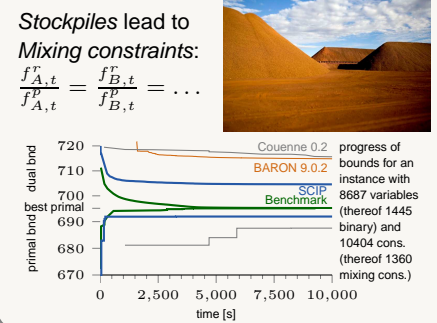 Stockpiles lead to
Mixing constraints:
f^r_{A,t} / f^p_{A,t} = f^r_{B,t} / f^p_{B,t} = . . .
dual bnd
primal bnd
720
710
700
best primal
690
680
670
Couenne 0.2
BARON 9.0.2
SCIP
Benchmark
0
2,500
5,000
7,500
10,000
time [s]
progress of
bounds for an
instance with
8687 variables
(thereof 1445
binary) and
10404 cons.
(thereof 1360
mixing cons.)